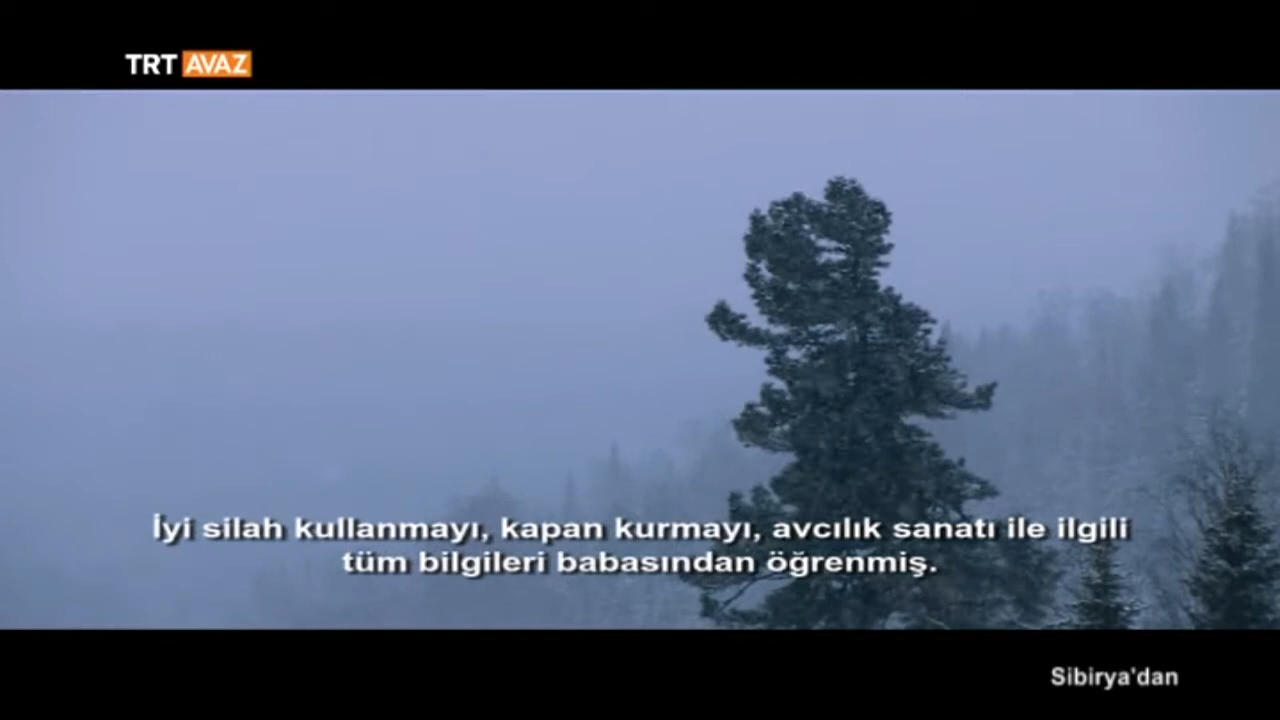 TRT AVAZ
İyi silah kullanmayı, kapan kurmayı, avcılık sanatı ile ilgili
tüm bilgileri babasından öğrenmiş.
Sibirya'dan